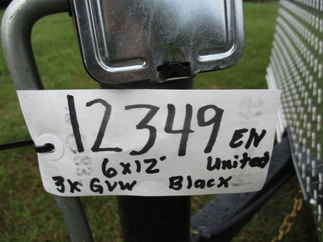 12349 EN
6x12' United
3K GVW Black